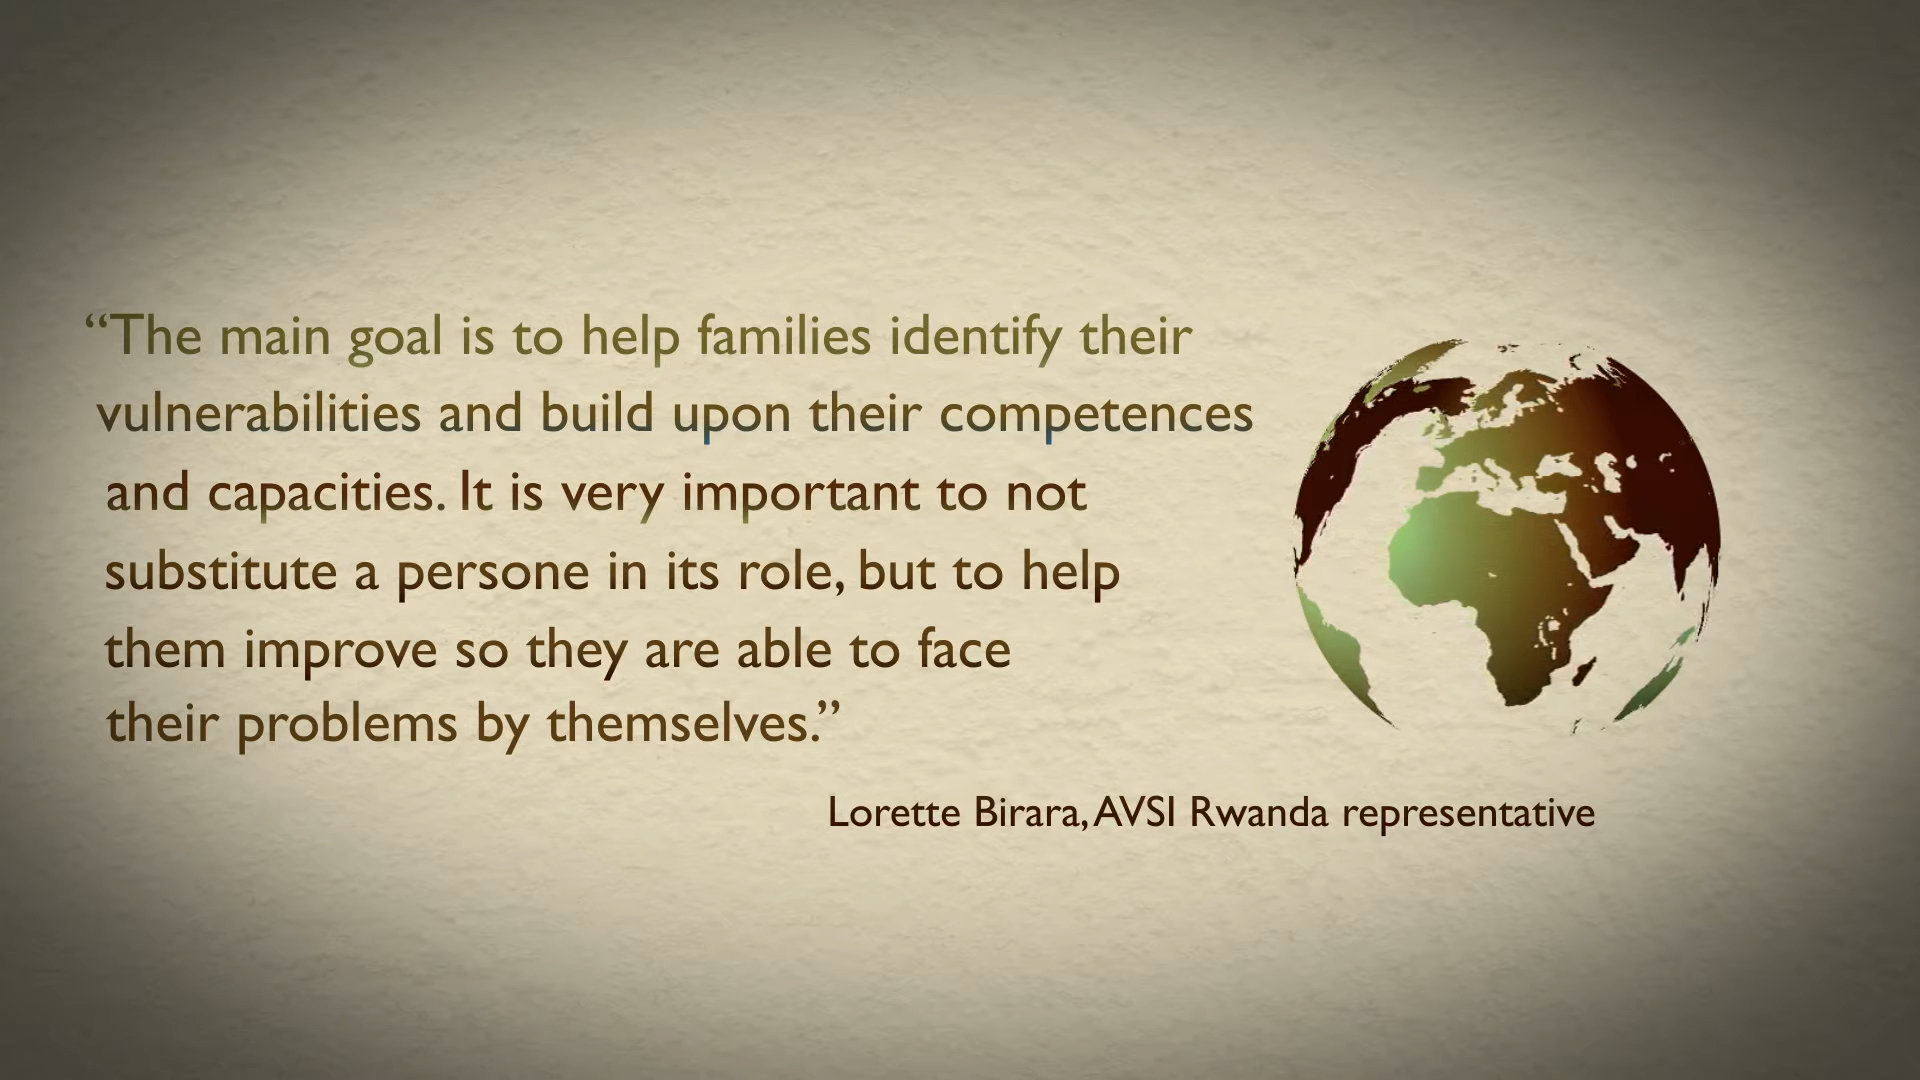 “The main goal is to help families identify their
vulnerabilities and build upon their competences
and capacities. It is very important to not
substitute a persone in its role, but to help
them improve so they are able to face
their problems by themselves.”
Lorette Birara, AVSI Rwanda representative